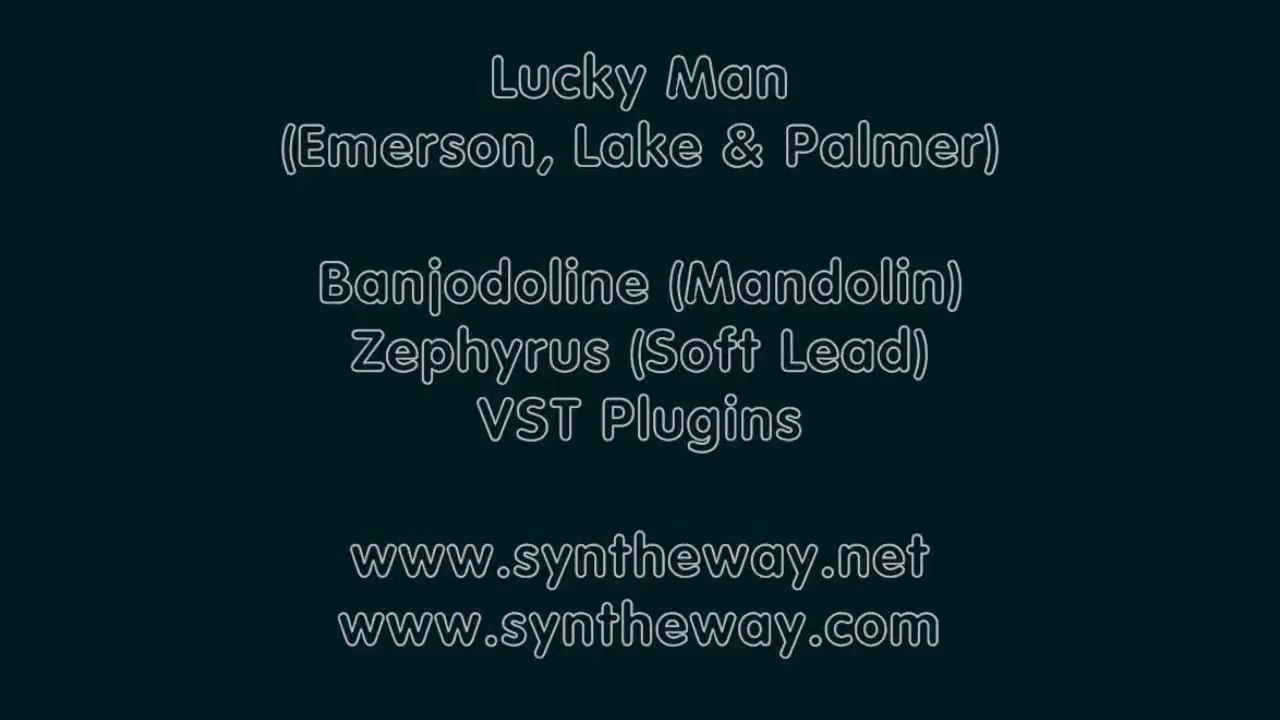 Lucky Man
(Emerson, Lake & Palmer)
Banjodoline (Mandolin)
Zephyrus (Soft Lead)
VST Plugins
www.syntheway.net
www.syntheway.com